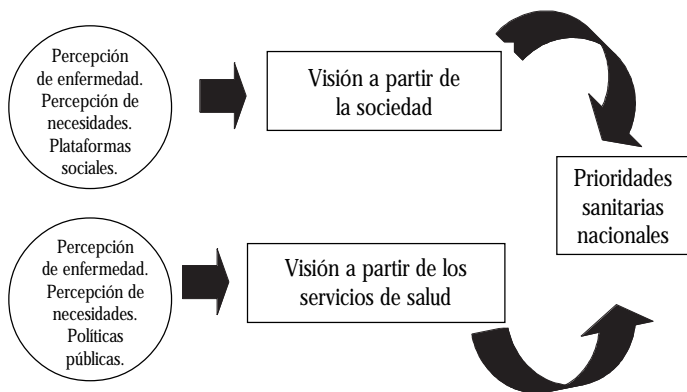 Percepción
de enfermedad.
Percepción de
necesidades.
Plataformas
sociales.
Visión a partir de
la sociedad
Prioridades
sanitarias
nacionales
Percepción
de enfermedad.
Percepción de
necesidades.
Políticas
públicas.
Visión a partir de los
servicios de salud